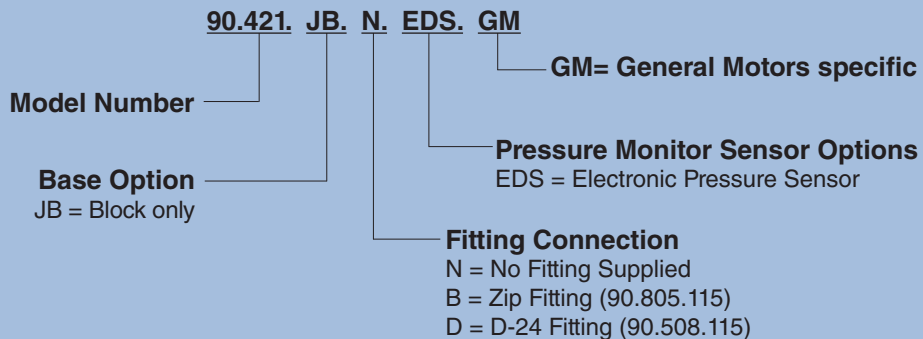 90.421. JB. N. EDS. GM
GM= General Motors specific
Model Number
Pressure Monitor Sensor Options
EDS = Electronic Pressure Sensor
Base Option
JB = Block only
Fitting Connection
N = No Fitting Supplied
B = Zip Fitting (90.805.115)
D = D-24 Fitting (90.508.115)